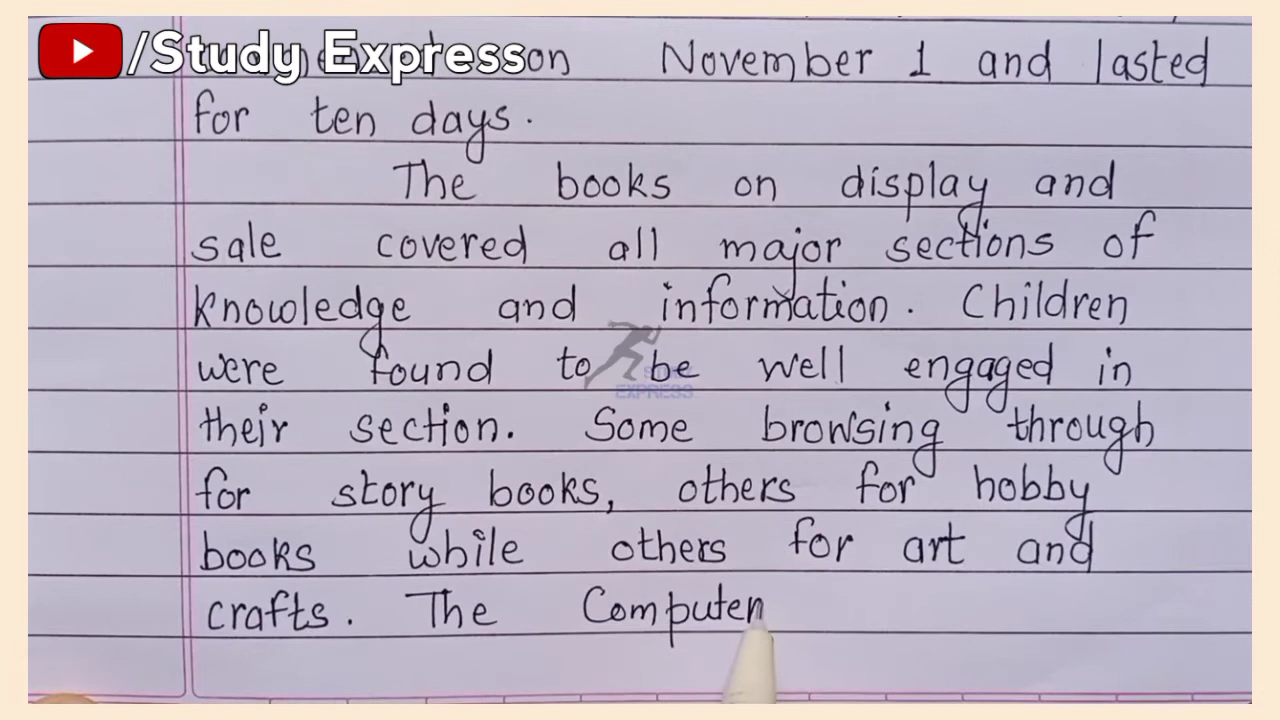 /Study Express
on November 1 and lasted
for ten days.
The books on display and
sale covered all major sections of
knowledge and information. Children
were found to be well engaged in
their section. Some browsing through
for story books, others for hobby
books while others for art and
crafts. The Computer
EXPRESS